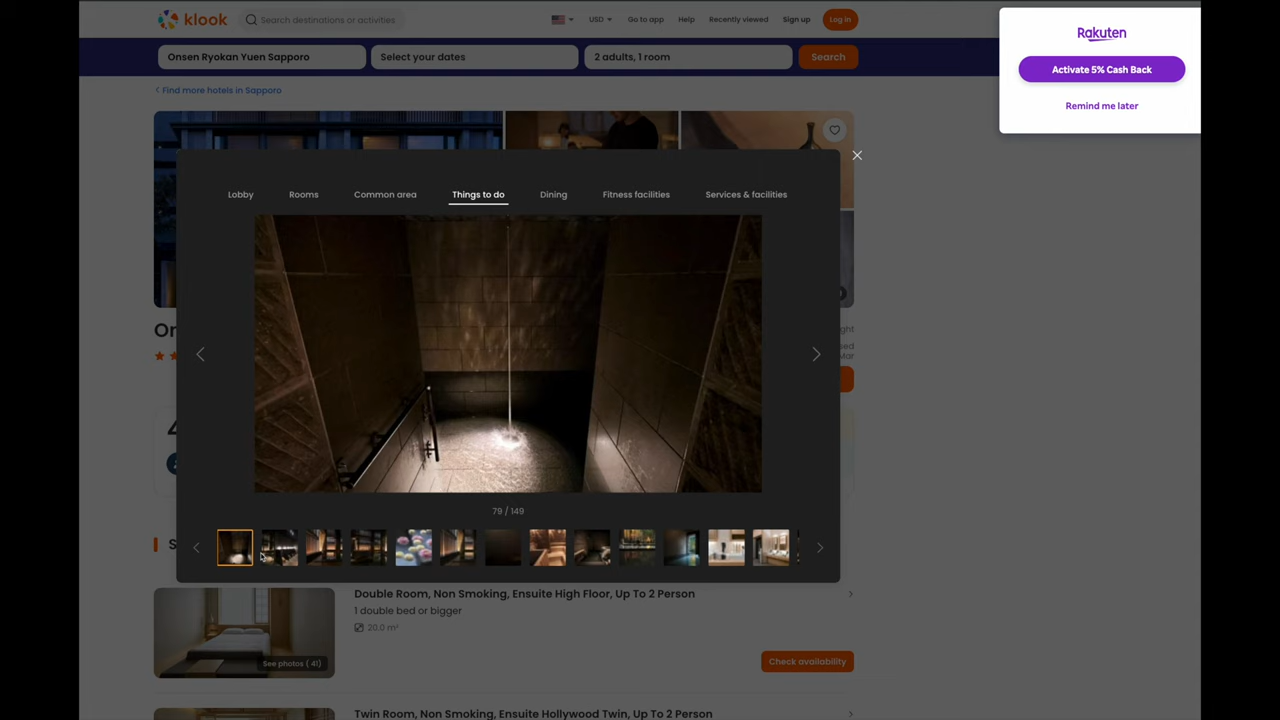 klook
Search destinations or activities
USD
Go to app
Help
Recently viewed
Sign up
Log in
Rakuten
Activate 5% Cash Back
Remind me later
Onsen Ryokan Yuen Sapporo
Select your dates
2 adults, 1 room
Search
Find more hotels in Sapporo
Lobby
Rooms
Common area
Things to do
Dining
Fitness facilities
Services & facilities
79 / 149
Double Room, Non Smoking, Ensuite High Floor, Up To 2 Person
1 double bed or bigger
20.0 m²
See photos (41)
Check availability
Twin Room, Non Smoking, Ensuite Hollywood Twin, Up To 2 Person